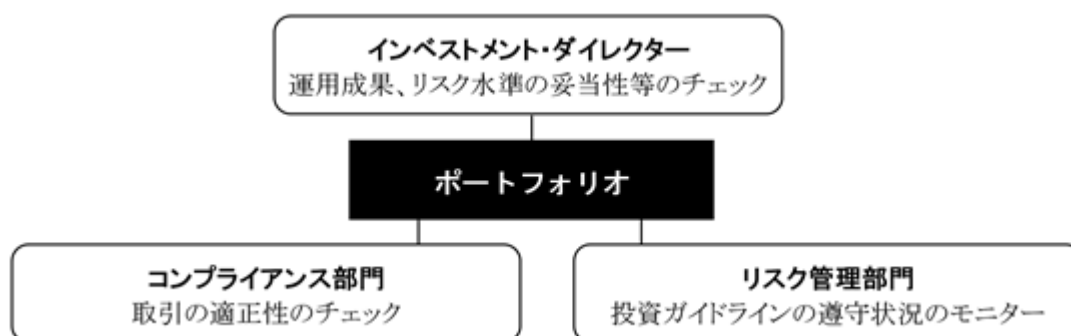 インベストメント・ダイレクター
運用成果、リスク水準の妥当性等のチェック
ポートフォリオ
コンプライアンス部門
取引の適正性のチェック
リスク管理部門
投資ガイドラインの遵守状況のモニター